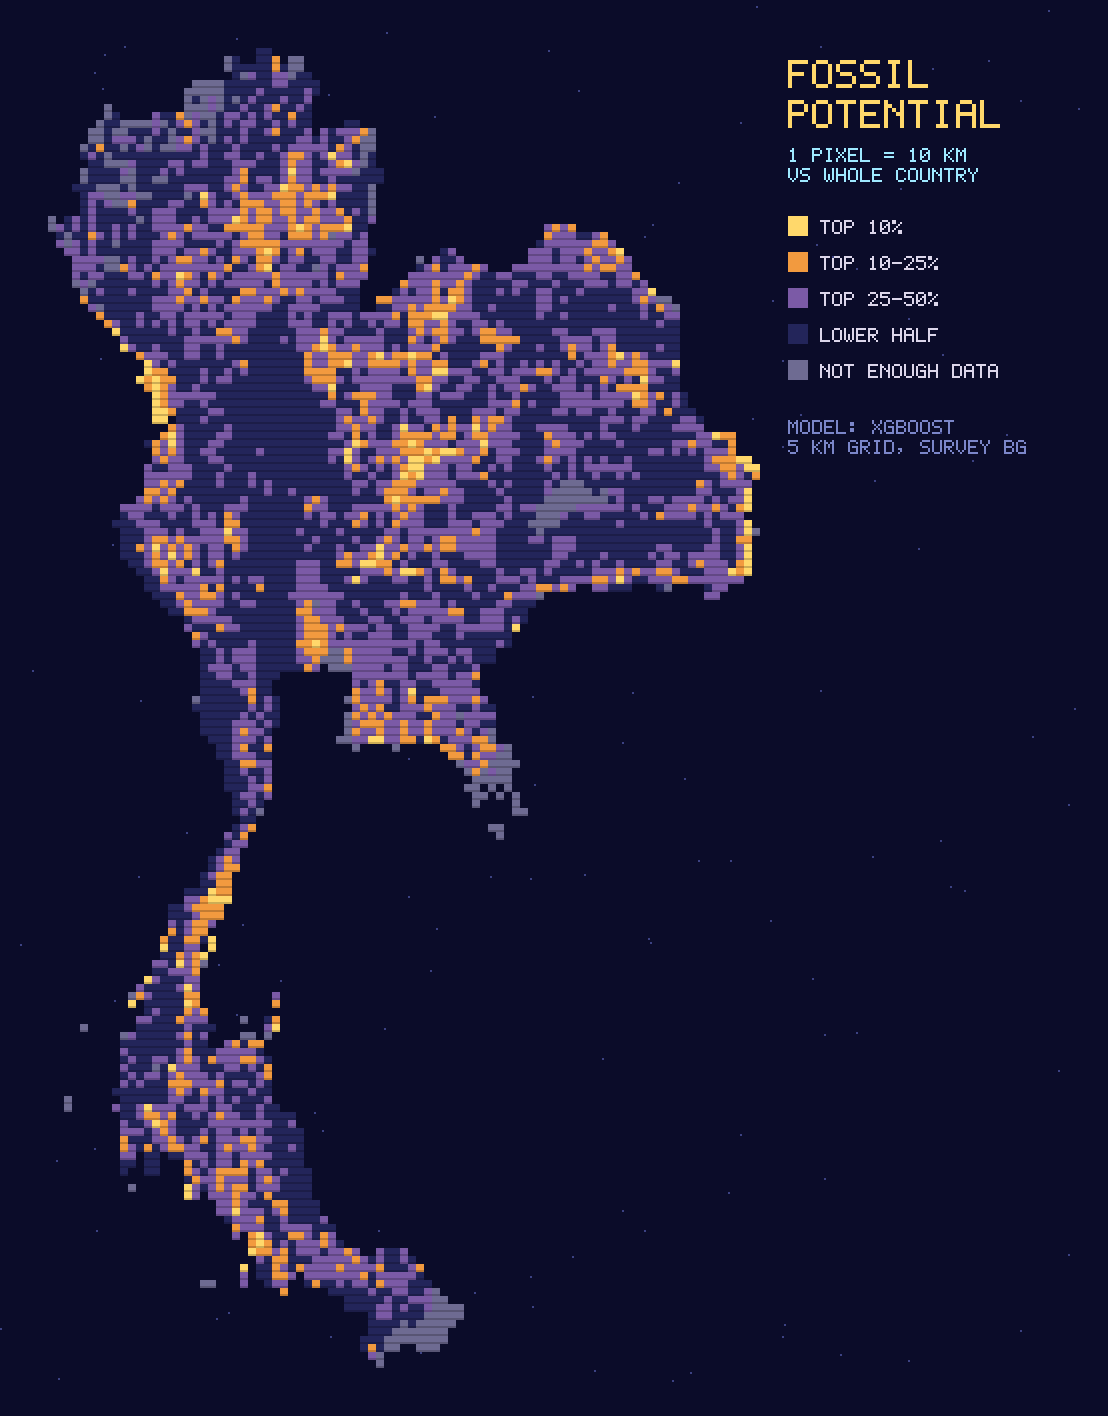 FOSSIL
POTENTIAL
1 PIXEL = 10 KM
VS WHOLE COUNTRY
TOP 10%
TOP 10-25%
TOP 25-50%
LOWER HALF
NOT ENOUGH DATA
MODEL: XGBOOST
5 KM GRID, SURVEY BG